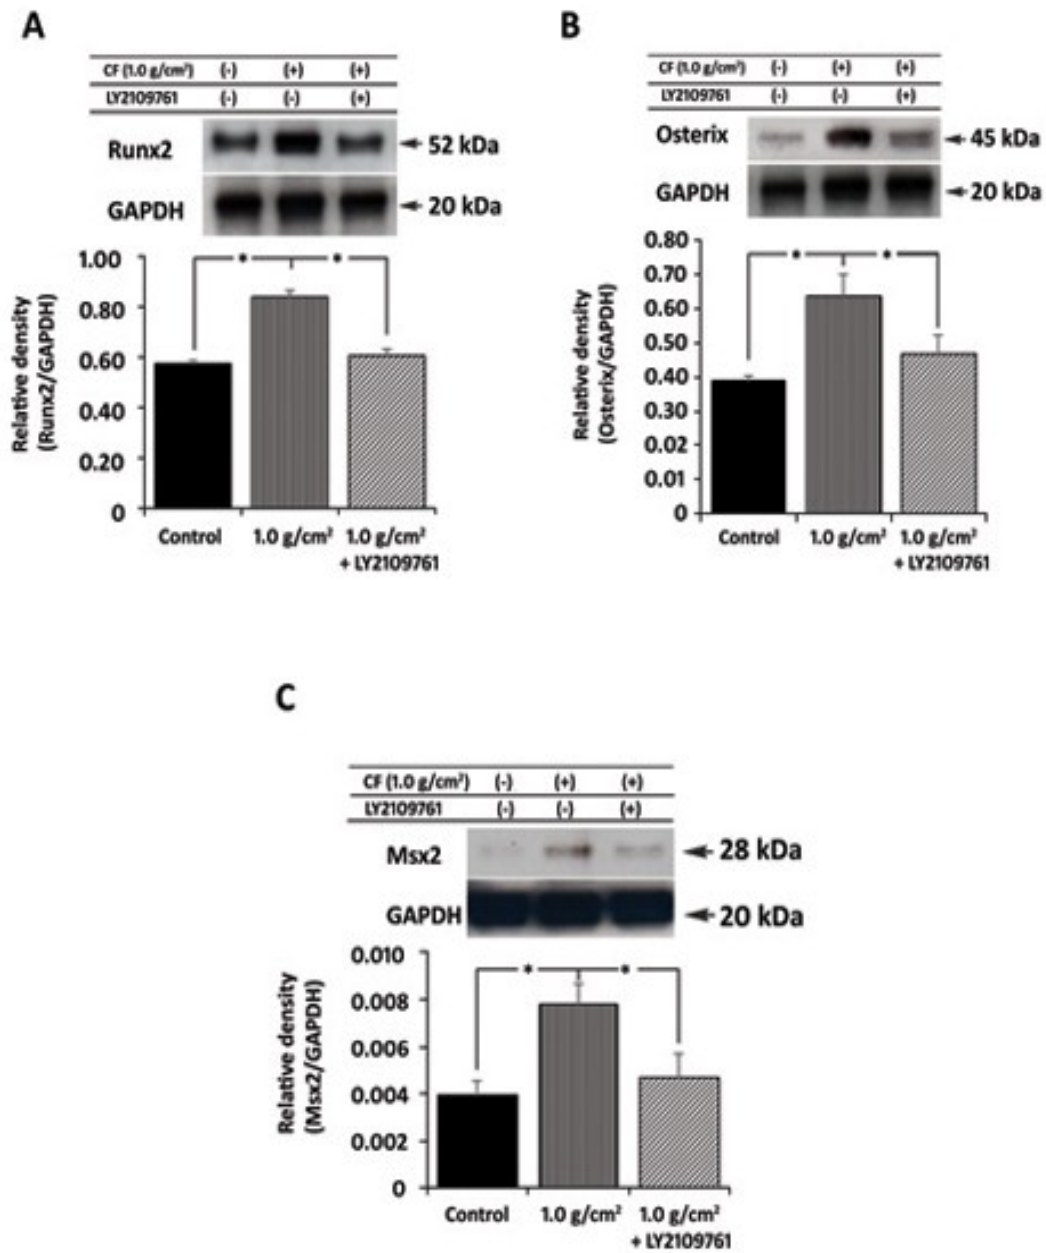 A
CF (1.0 g/cm²) (-) (+) (+)
LY2109761 (-) (-) (+)
Runx2 52 kDa
GAPDH 20 kDa
Relative density
(Runx2/GAPDH)
1.00
0.80
0.60
0.40
0.20
0
* *
Control 1.0 g/cm² 1.0 g/cm²
+ LY2109761
B
CF (1.0 g/cm²) (-) (+) (+)
LY2109761 (-) (-) (+)
Osterix 45 kDa
GAPDH 20 kDa
Relative density
(Osterix/GAPDH)
0.80
0.70
0.60
0.50
0.40
0.30
0.02
0.01
0
* *
Control 1.0 g/cm² 1.0 g/cm²
+ LY2109761
C
CF (1.0 g/cm²) (-) (+) (+)
LY2109761 (-) (-) (+)
Msx2 28 kDa
GAPDH 20 kDa
Relative density
(Msx2/GAPDH)
0.010
0.008
0.006
0.004
0.002
0
* *
Control 1.0 g/cm² 1.0 g/cm²
+ LY2109761